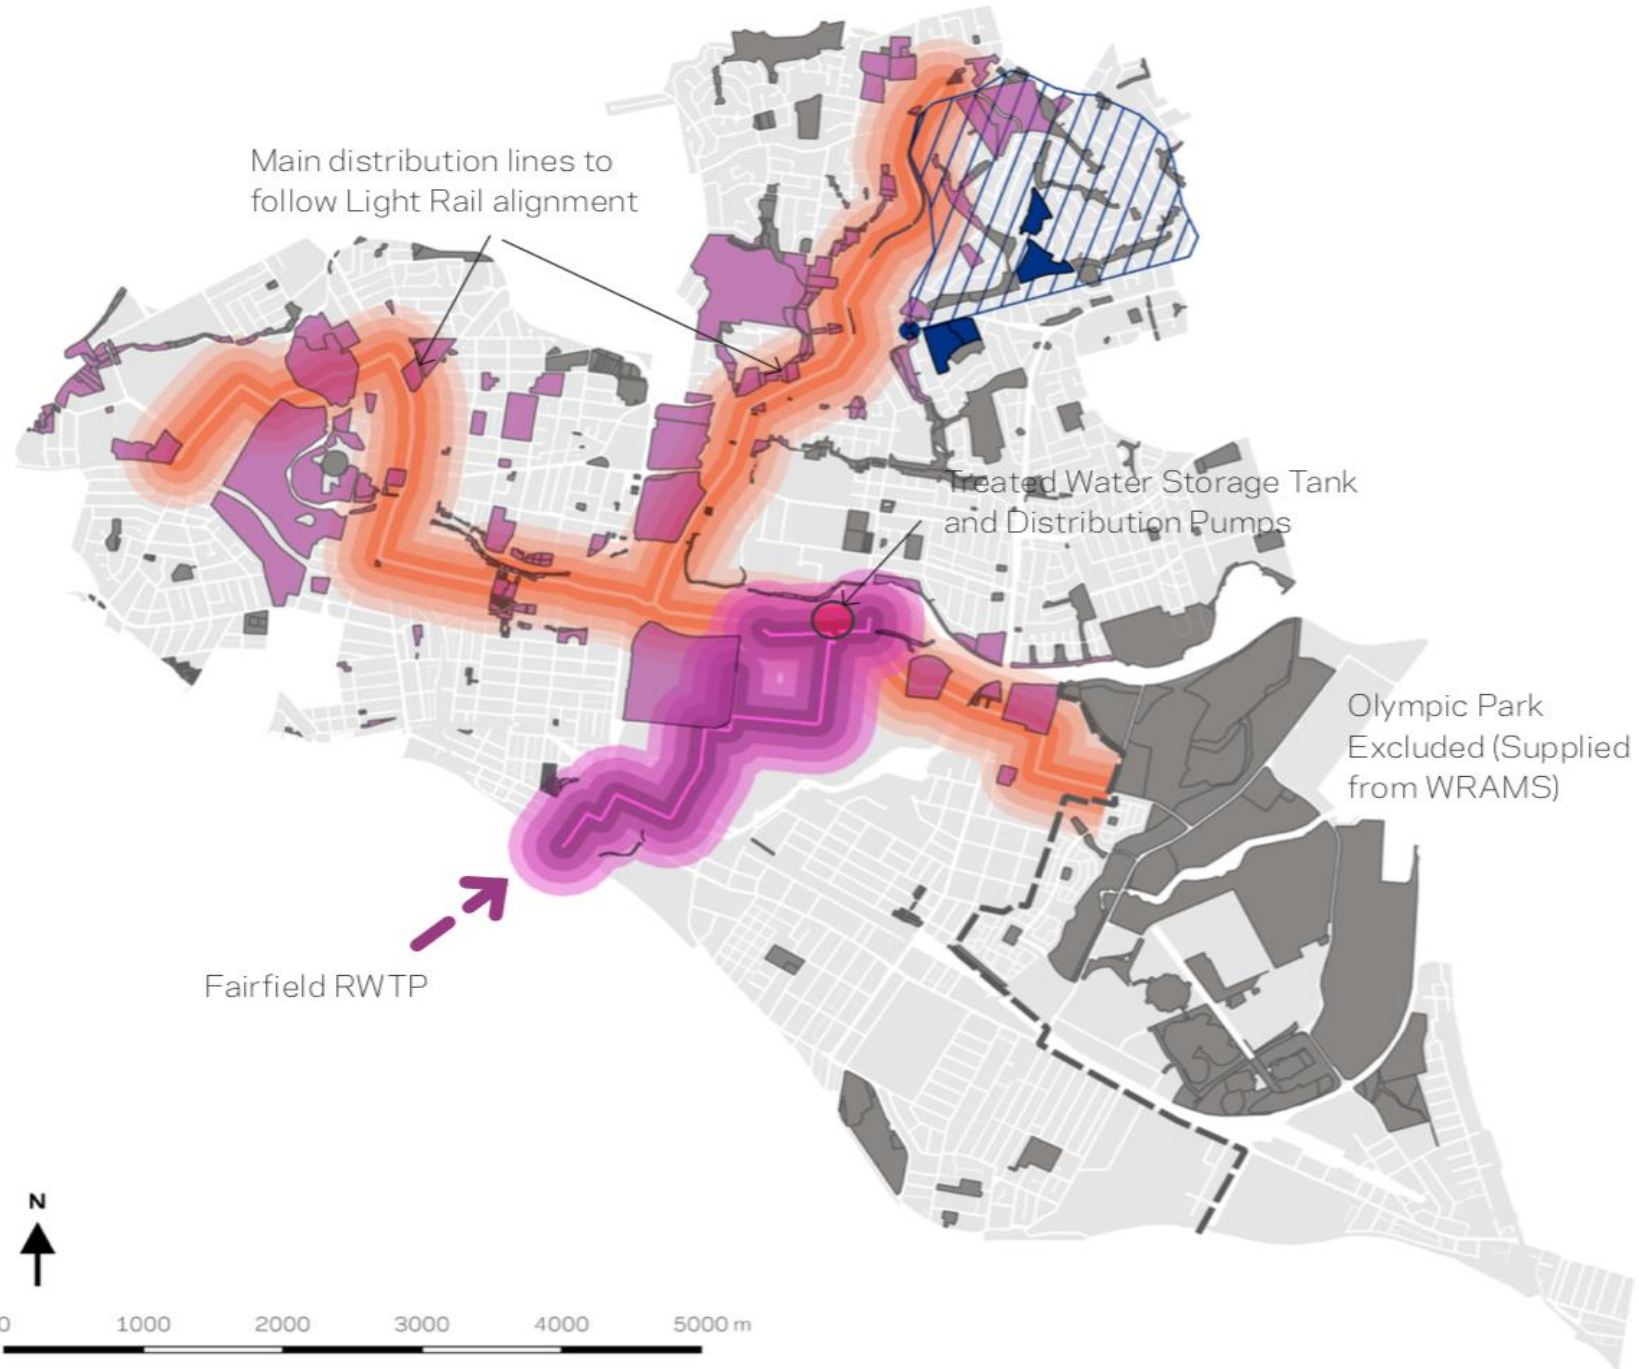 Main distribution lines to
follow Light Rail alignment
Treated Water Storage Tank
and Distribution Pumps
Olympic Park
Excluded (Supplied
from WRAMS)
Fairfield RWTP
N
0 1000 2000 3000 4000 5000 m